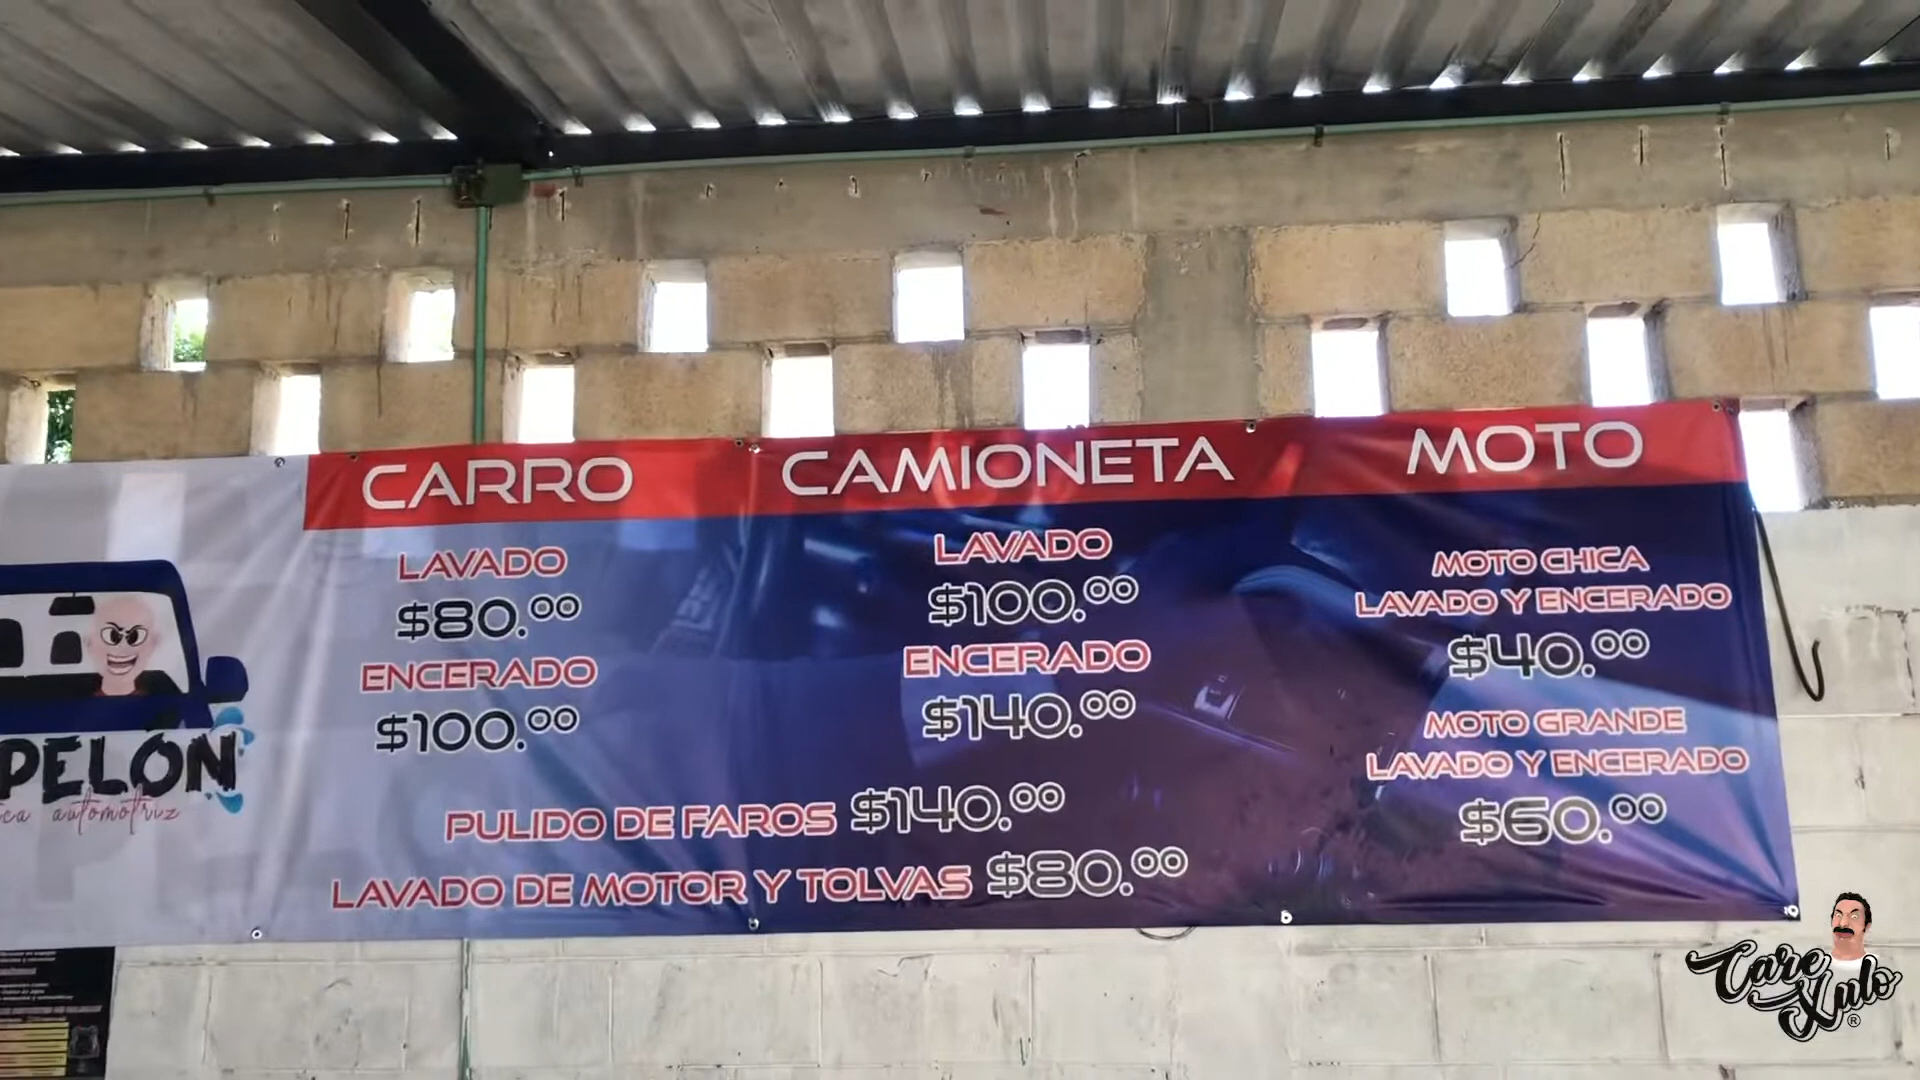 CARRO
LAVADO
$80.00
ENCERADO
$100.00
CAMIONETA
LAVADO
$100.00
ENCERADO
$140.00
PULIDO DE FAROS $140.00
LAVADO DE MOTOR Y TOLVAS $80.00
MOTO
MOTO CHICA
LAVADO Y ENCERADO
$40.00
MOTO GRANDE
LAVADO Y ENCERADO
$60.00
PELÓN
automotriz
Care
Xulo
®